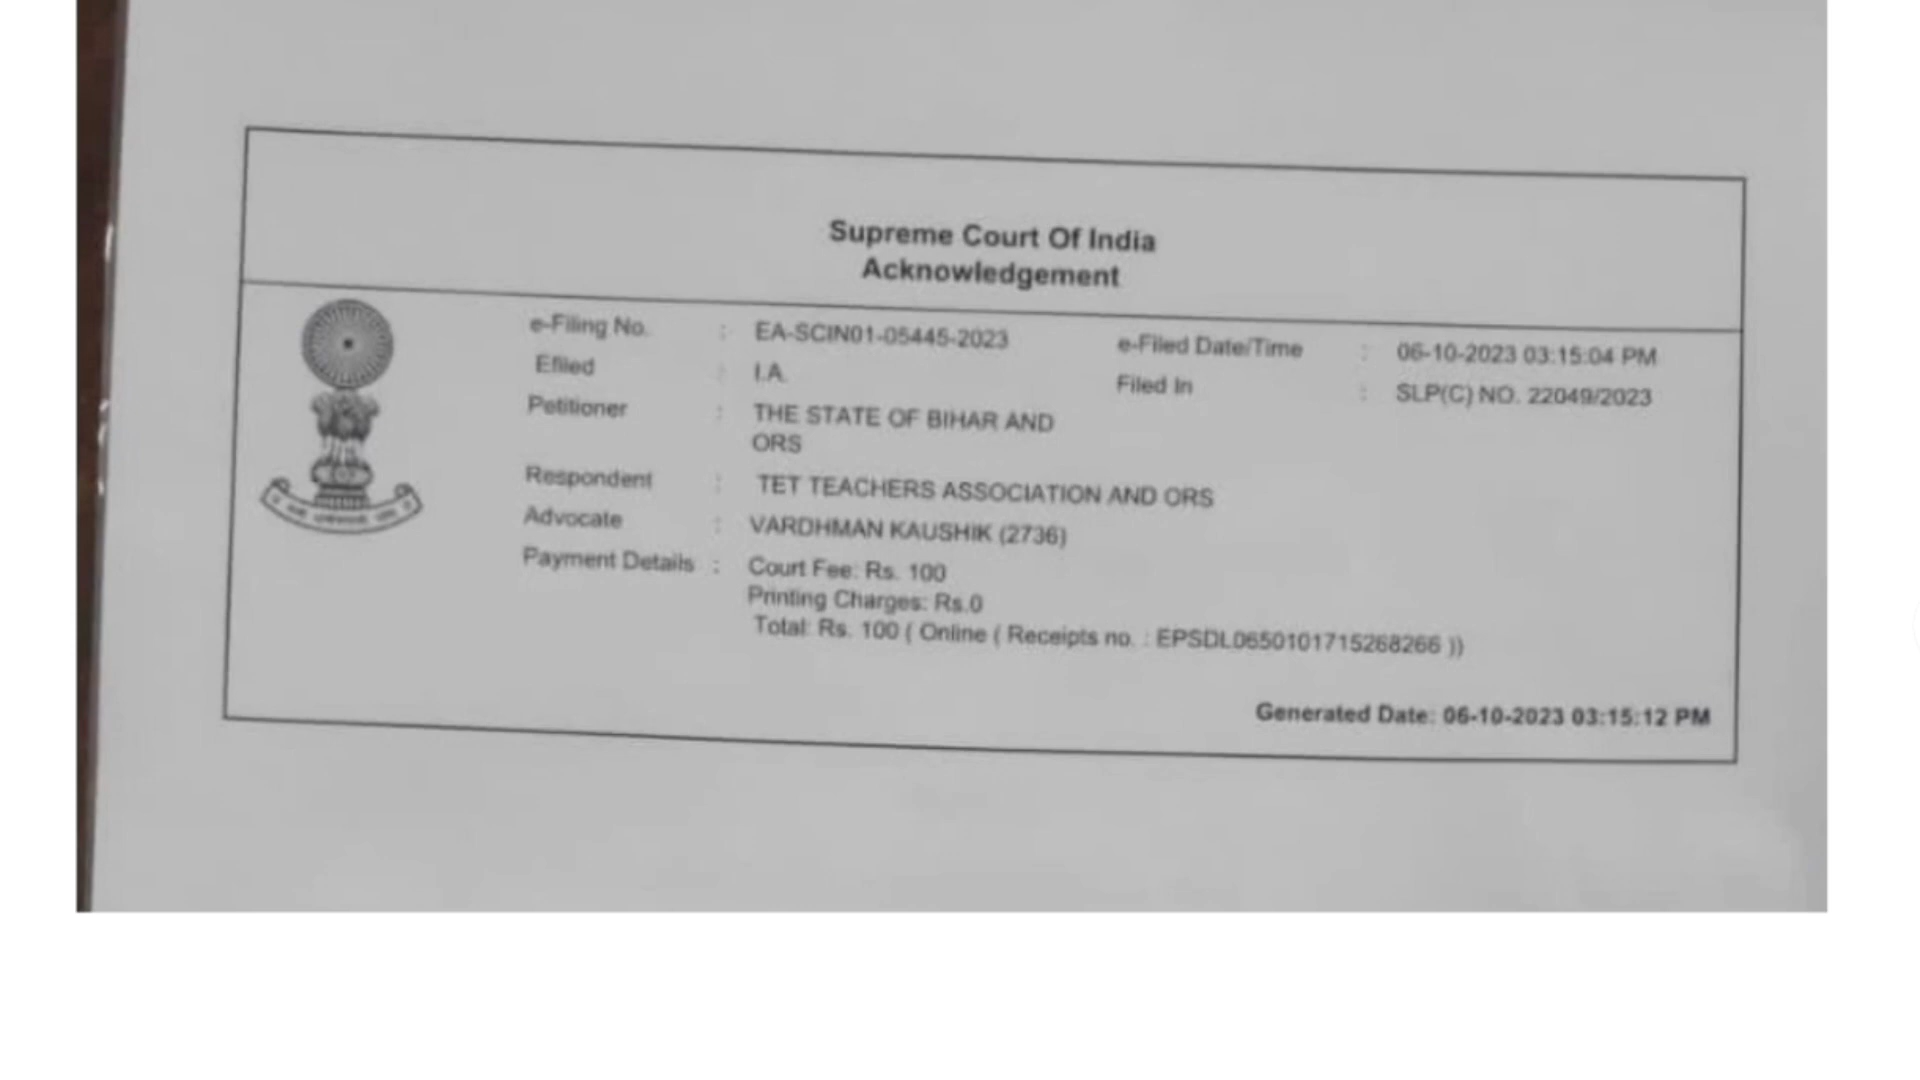 Supreme Court Of India
Acknowledgement
e-Filing No. : EA-SCIN01-05445-2023 e-Filed Date/Time : 06-10-2023 03:15:04 PM
Efiled : I.A. Filed In : SLP(C) NO. 22049/2023
Petitioner : THE STATE OF BIHAR AND
ORS
Respondent : TET TEACHERS ASSOCIATION AND ORS
Advocate : VARDHMAN KAUSHIK (2736)
Payment Details : Court Fee: Rs. 100
Printing Charges: Rs.0
Total: Rs. 100 ( Online ( Receipts no. : EPSDL0650101715268266 ))
Generated Date: 06-10-2023 03:15:12 PM